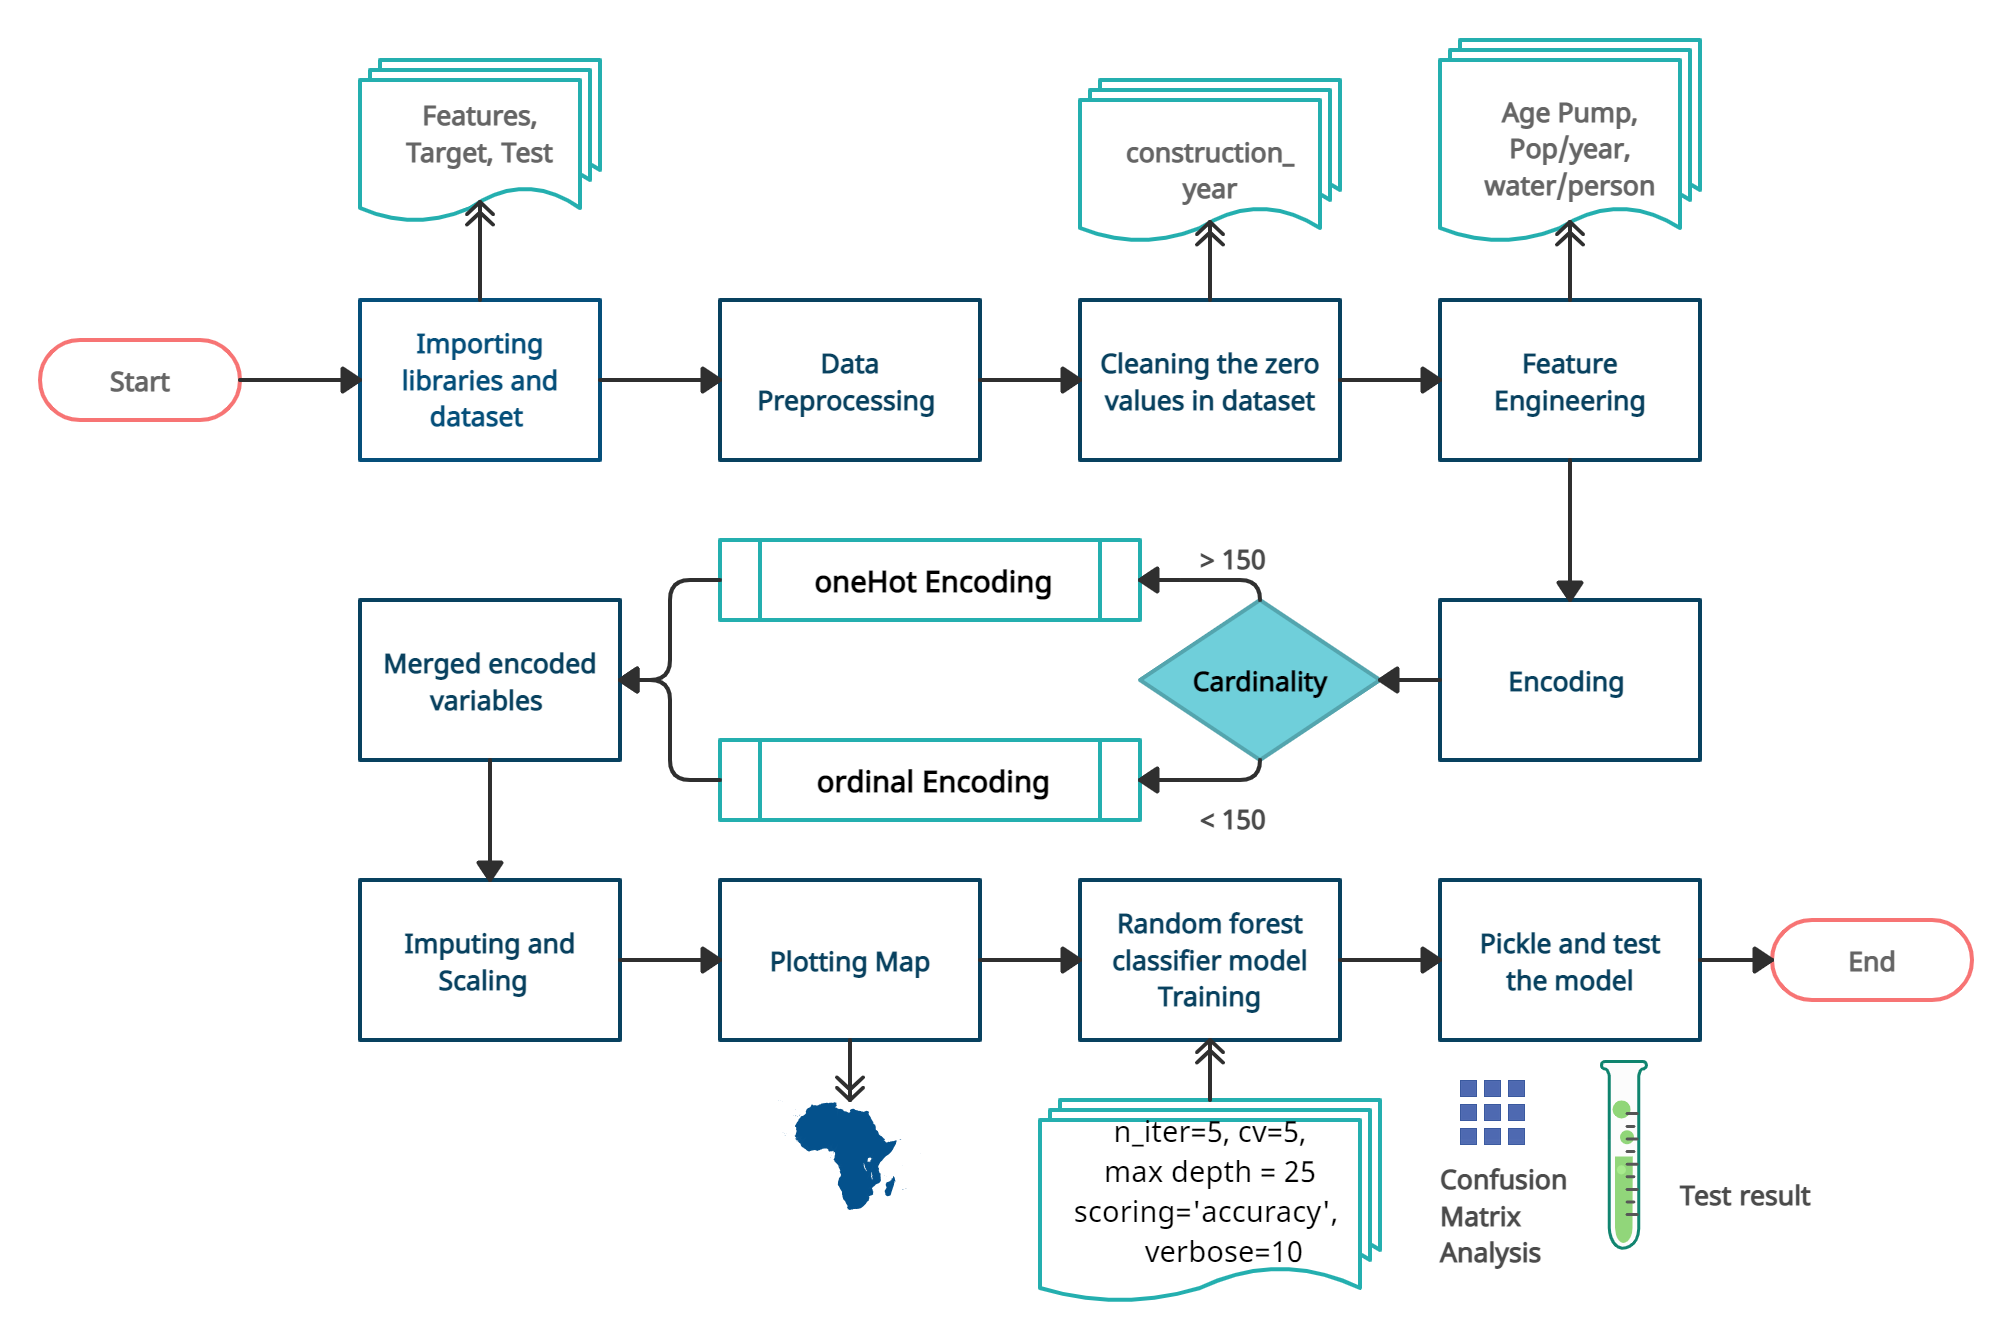 Features,
Target, Test
construction_
year
Age Pump,
Pop/year,
water/person
Start
Importing
libraries and
dataset
Data
Preprocessing
Cleaning the zero
values in dataset
Feature
Engineering
> 150
oneHot Encoding
Merged encoded
variables
Cardinality
Encoding
ordinal Encoding
< 150
Imputing and
Scaling
Plotting Map
Random forest
classifier model
Training
Pickle and test
the model
End
n_iter=5, cv=5,
max depth = 25
scoring='accuracy',
verbose=10
Confusion
Matrix
Analysis
Test result